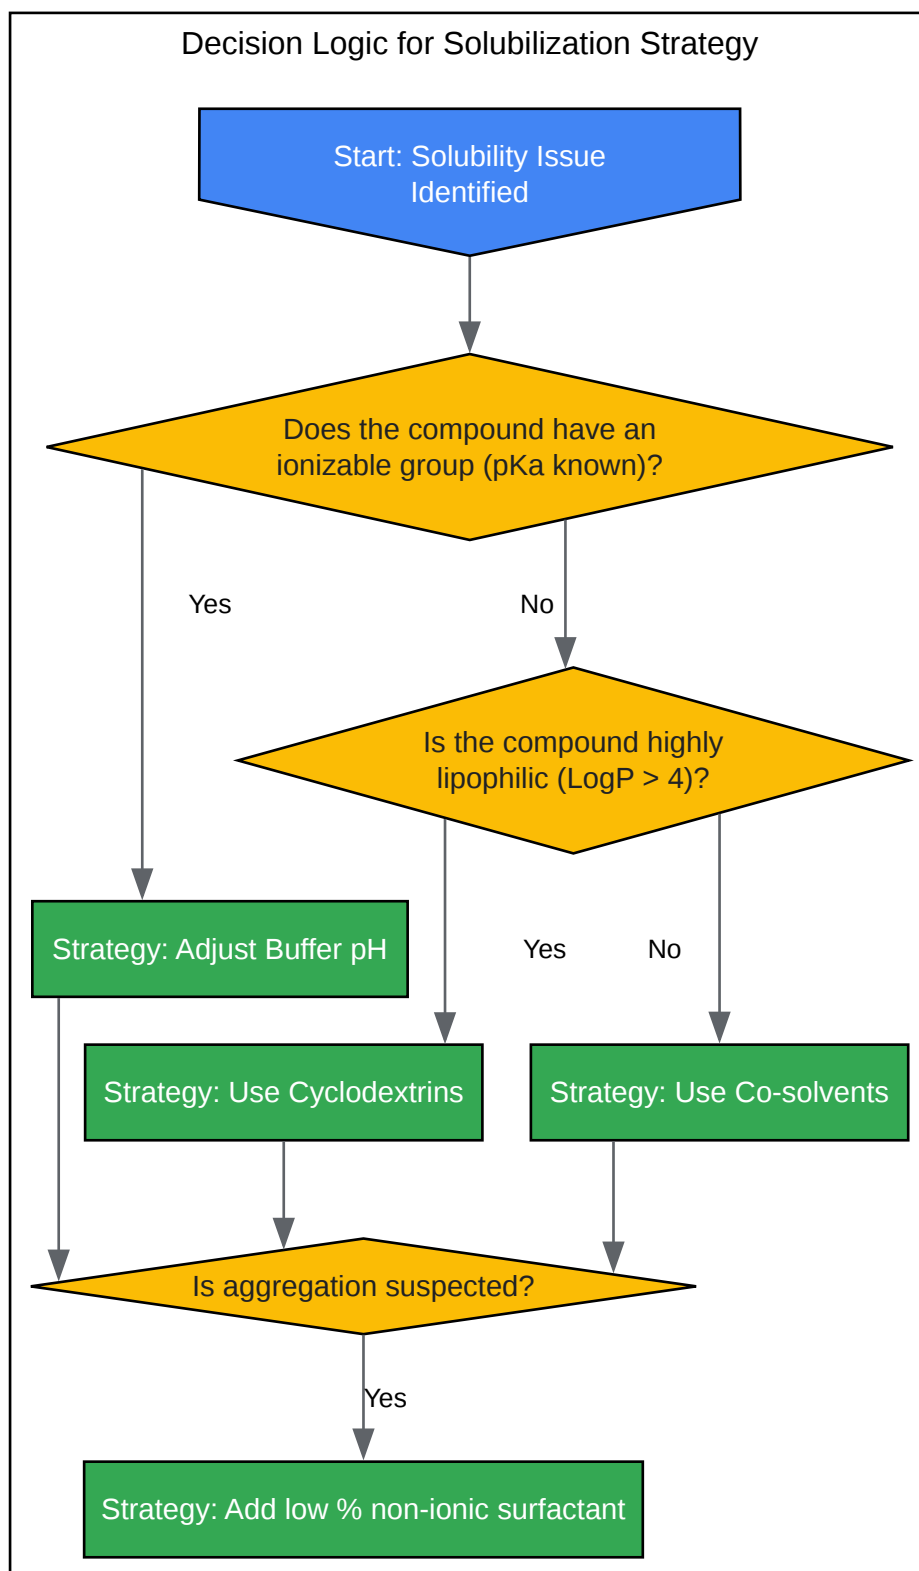 Decision Logic for Solubilization Strategy
Start: Solubility Issue
Identified
Does the compound have an
ionizable group (pKa known)?
Yes
No
Is the compound highly
lipophilic (LogP > 4)?
Strategy: Adjust Buffer pH
Yes
No
Strategy: Use Cyclodextrins
Strategy: Use Co-solvents
Is aggregation suspected?
Yes
Strategy: Add low % non-ionic surfactant